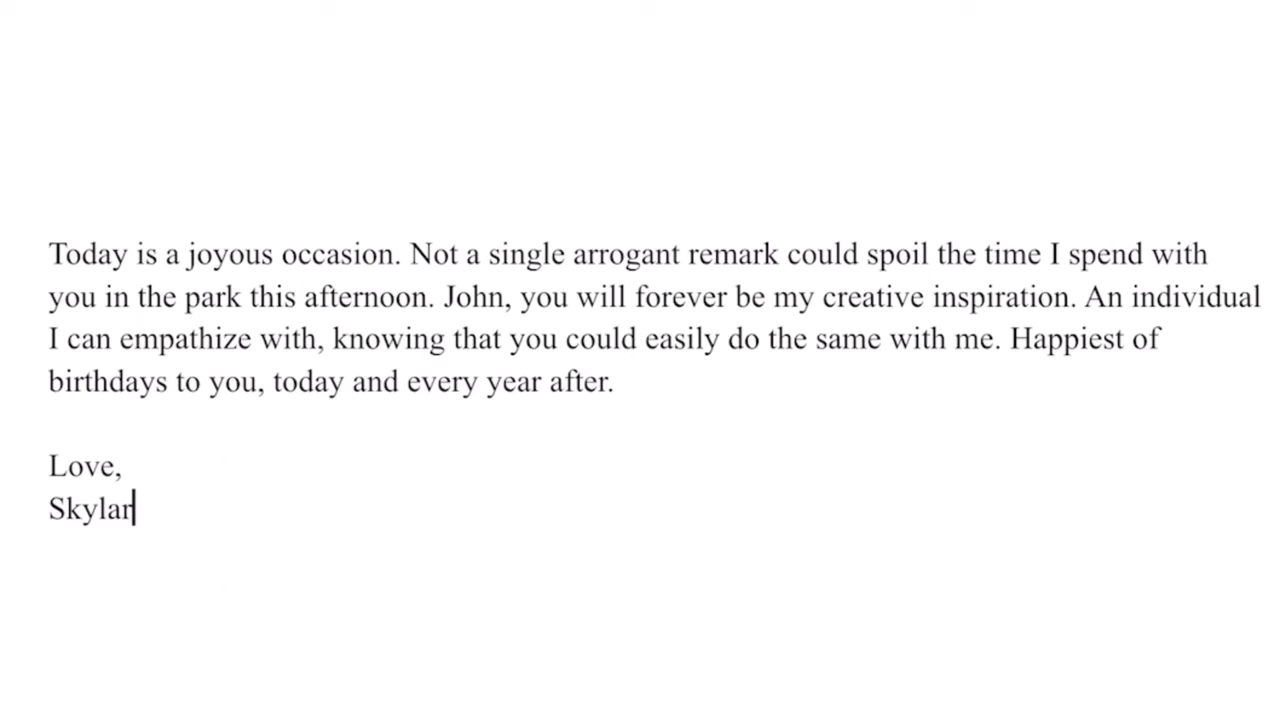 Today is a joyous occasion. Not a single arrogant remark could spoil the time I spend with
you in the park this afternoon. John, you will forever be my creative inspiration. An individual
I can empathize with, knowing that you could easily do the same with me. Happiest of
birthdays to you, today and every year after.
Love,
Skylar